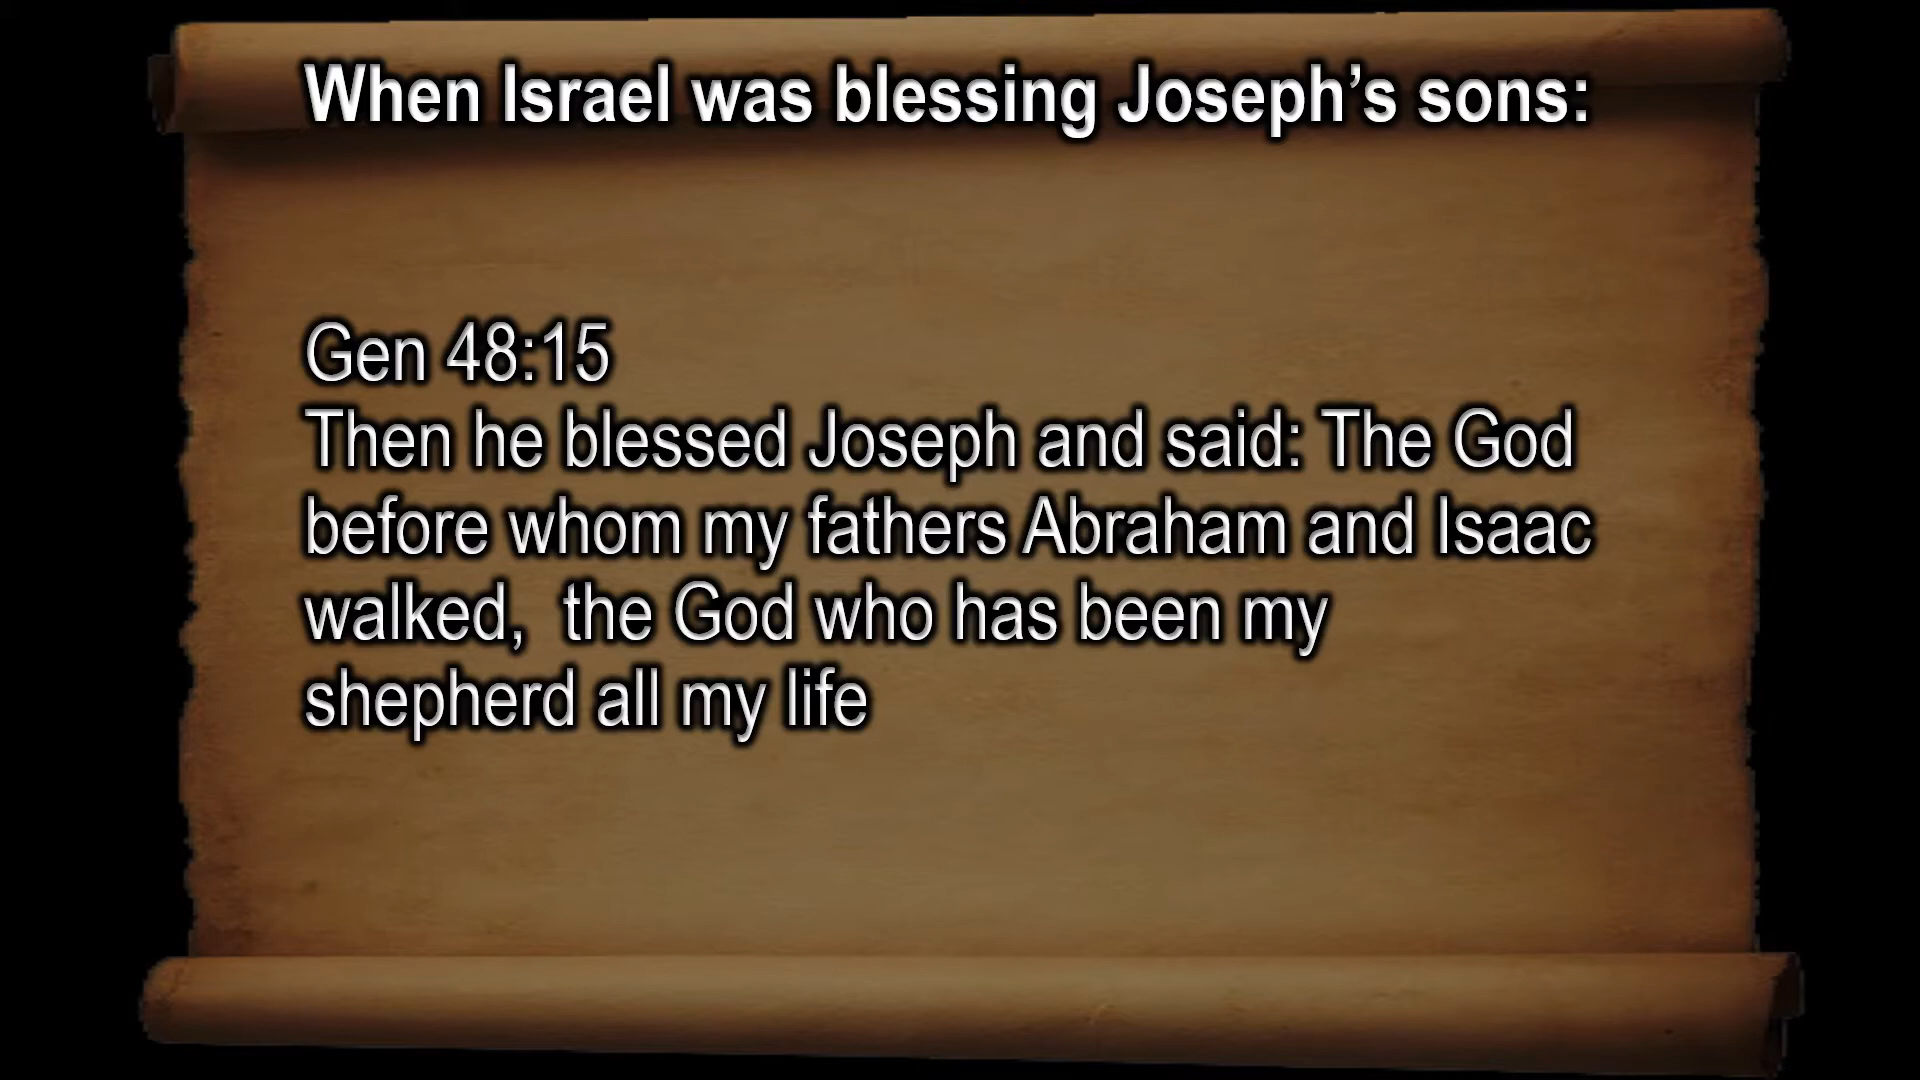 When Israel was blessing Joseph’s sons:
Gen 48:15
Then he blessed Joseph and said: The God
before whom my fathers Abraham and Isaac
walked,  the God who has been my
shepherd all my life